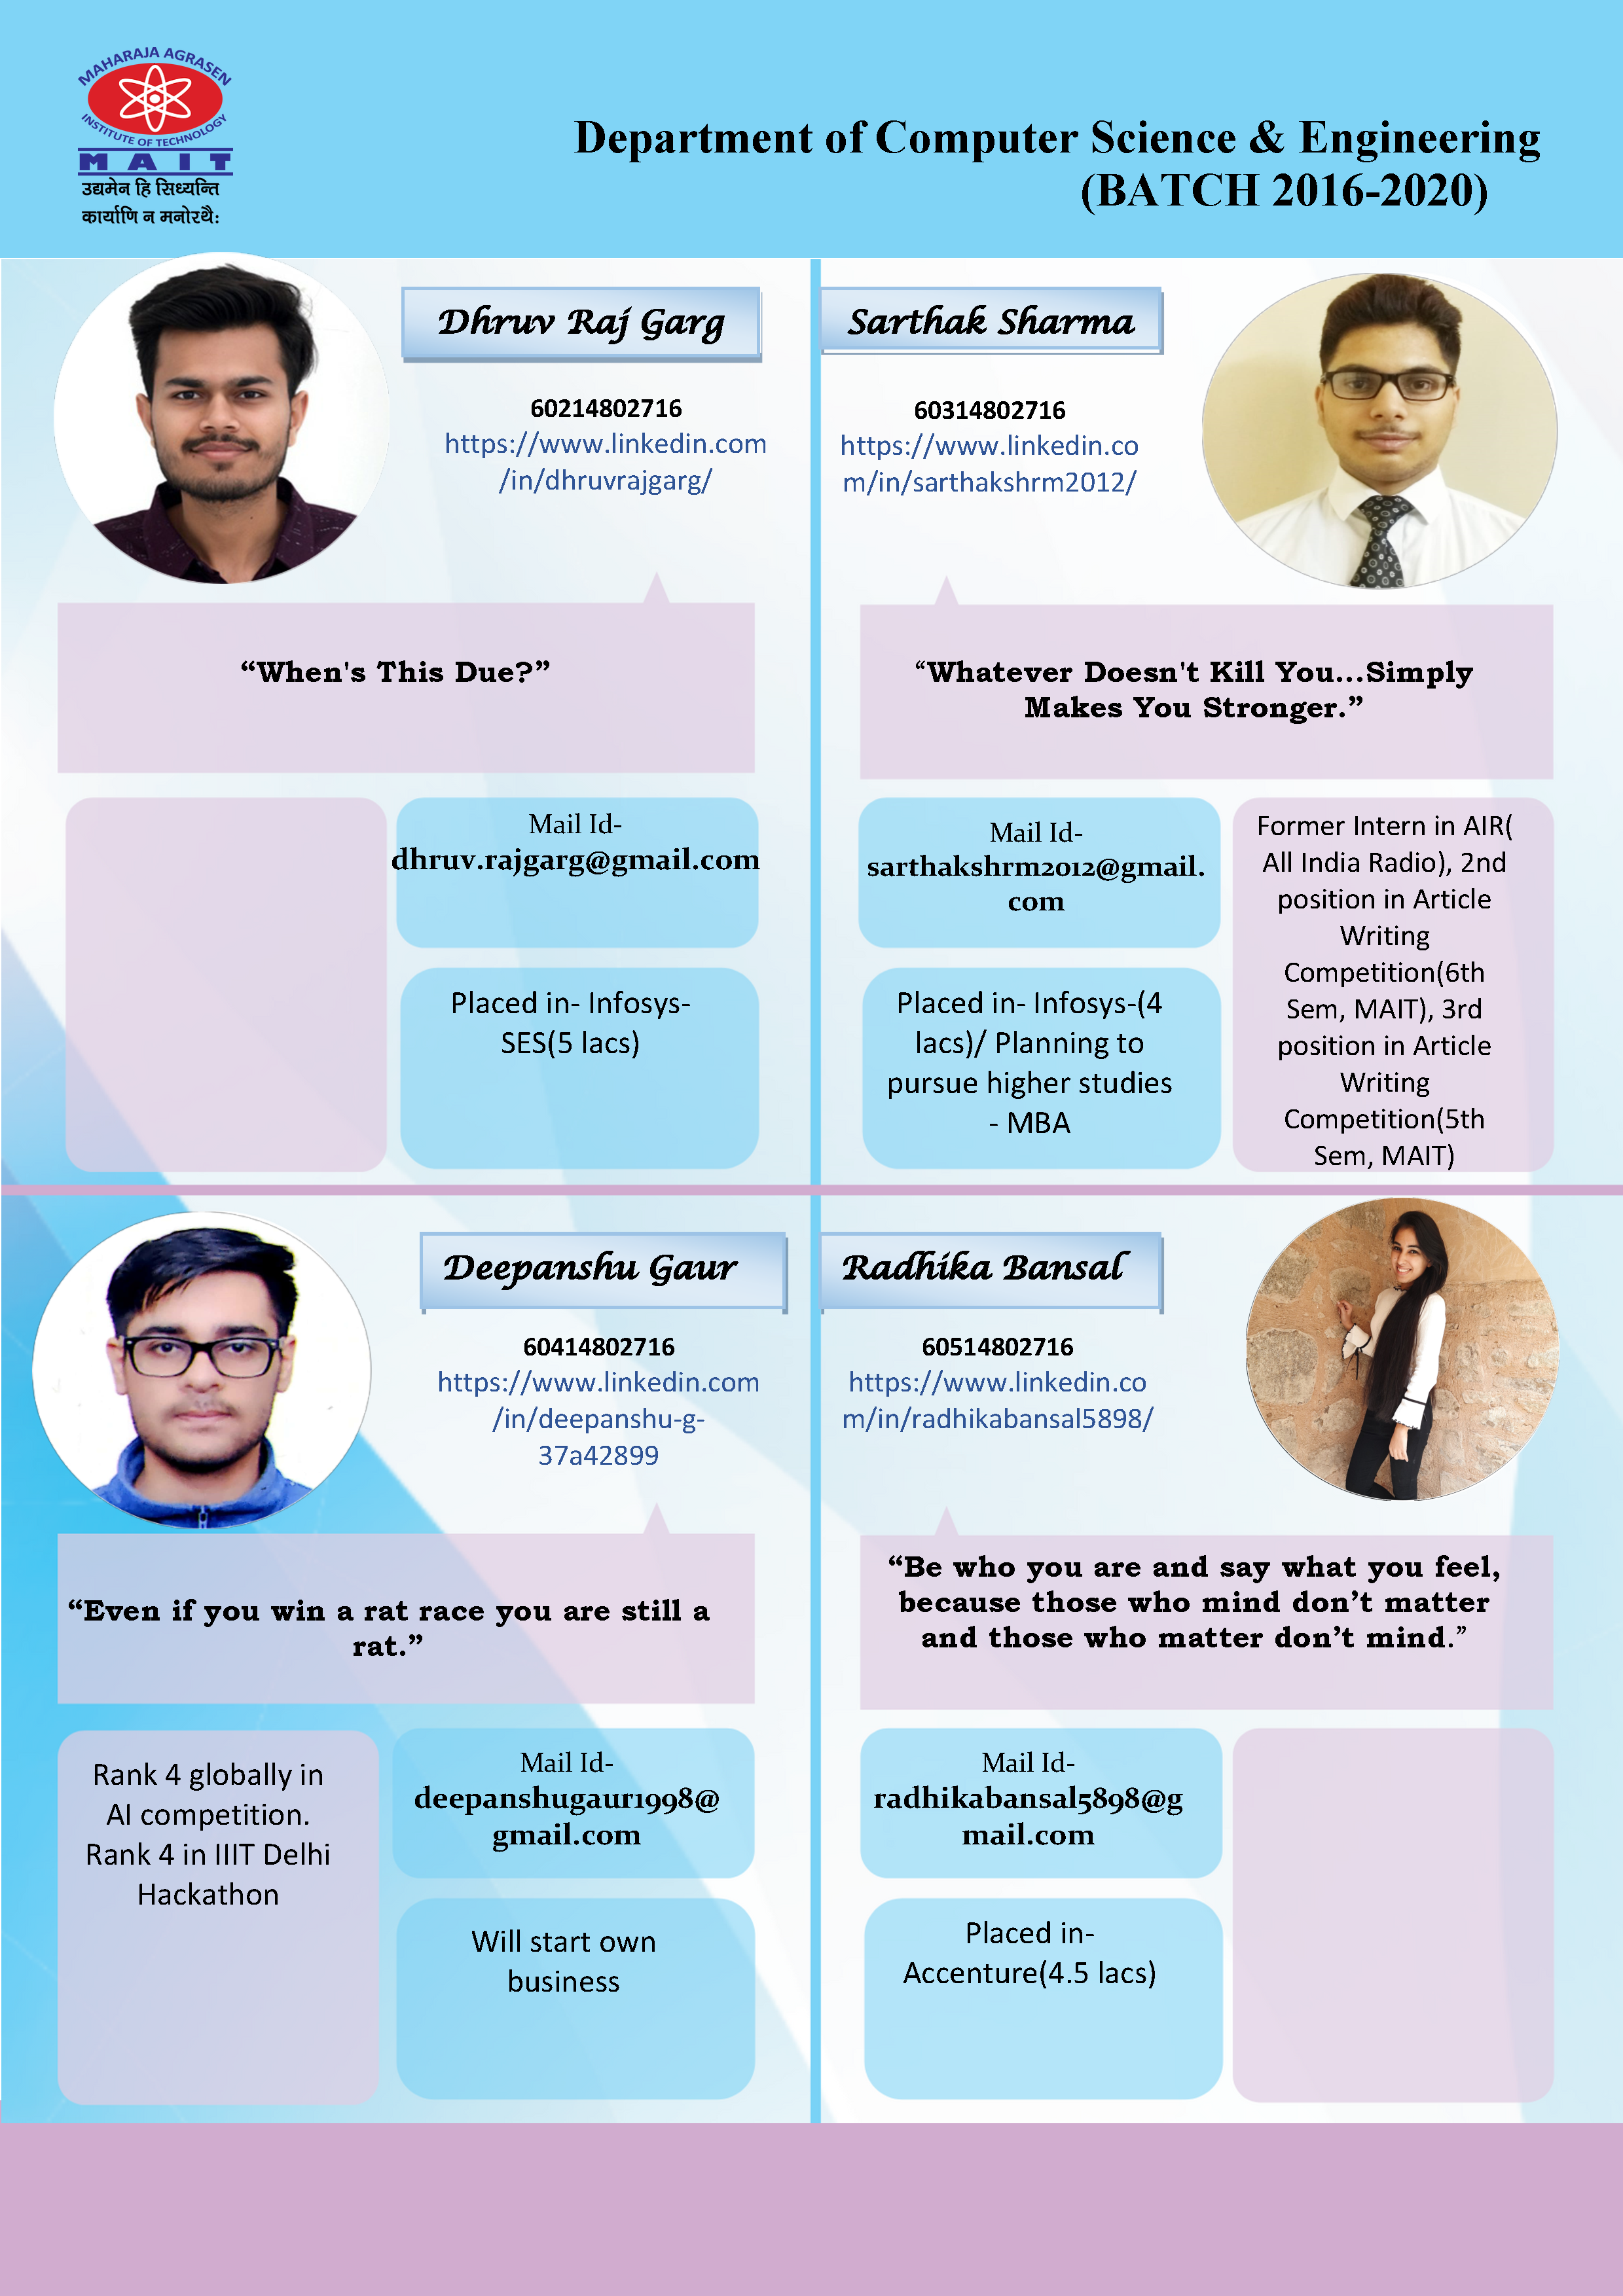 MAHARAJA AGRASEN
INSTITUTE OF TECHNOLOGY
MAIT
उद्यमेन हि सिध्यन्ति
कार्याणि न मनोरथै:
Department of Computer Science & Engineering
(BATCH 2016-2020)
Dhruv Raj Garg
60214802716
https://www.linkedin.com
/in/dhruvrajgarg/
“When's This Due?”
Mail Id-
dhruv.rajgarg@gmail.com
Placed in- Infosys-
SES(5 lacs)
Sarthak Sharma
60314802716
https://www.linkedin.co
m/in/sarthakshrm2012/
“Whatever Doesn't Kill You...Simply
Makes You Stronger.”
Mail Id-
sarthakshrm2012@gmail.
com
Placed in- Infosys-(4
lacs)/ Planning to
pursue higher studies
- MBA
Former Intern in AIR(
All India Radio), 2nd
position in Article
Writing
Competition(6th
Sem, MAIT), 3rd
position in Article
Writing
Competition(5th
Sem, MAIT)
Deepanshu Gaur
60414802716
https://www.linkedin.com
/in/deepanshu-g-
37a42899
“Even if you win a rat race you are still a
rat.”
Rank 4 globally in
AI competition.
Rank 4 in IIIT Delhi
Hackathon
Mail Id-
deepanshugaur1998@
gmail.com
Will start own
business
Radhika Bansal
60514802716
https://www.linkedin.co
m/in/radhikabansal5898/
“Be who you are and say what you feel,
because those who mind don’t matter
and those who matter don’t mind.”
Mail Id-
radhikabansal5898@g
mail.com
Placed in-
Accenture(4.5 lacs)